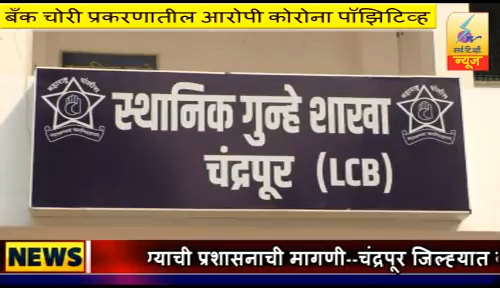 बँक चोरी प्रकरणातील आरोपी कोरोना पॉझिटिव्ह
न्यूज
स्थानिक गुन्हे शाखा
चंद्रपूर (LCB)
NEWS ग्याची प्रशासनाची मागणी--चंद्रपूर जिल्ह्यात